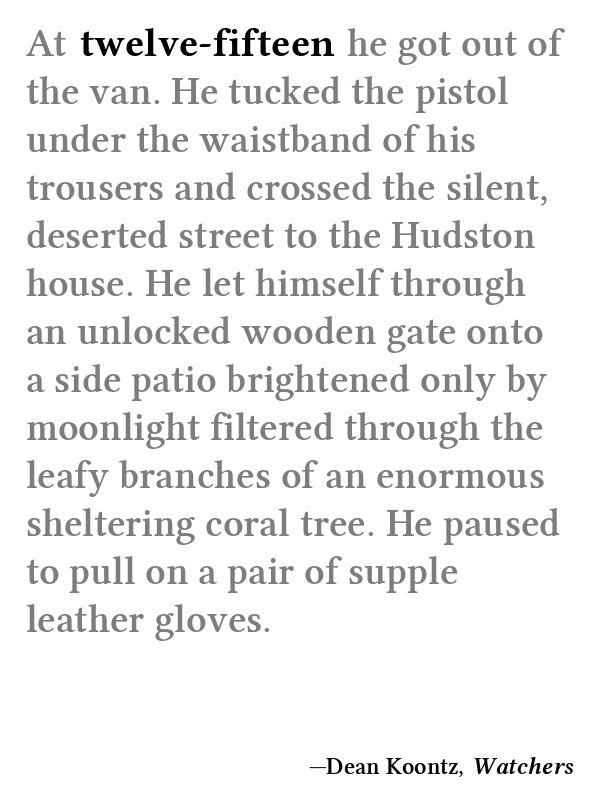 At twelve-fifteen he got out of
the van. He tucked the pistol
under the waistband of his
trousers and crossed the silent,
deserted street to the Hudston
house. He let himself through
an unlocked wooden gate onto
a side patio brightened only by
moonlight filtered through the
leafy branches of an enormous
sheltering coral tree. He paused
to pull on a pair of supple
leather gloves.
—Dean Koontz, Watchers